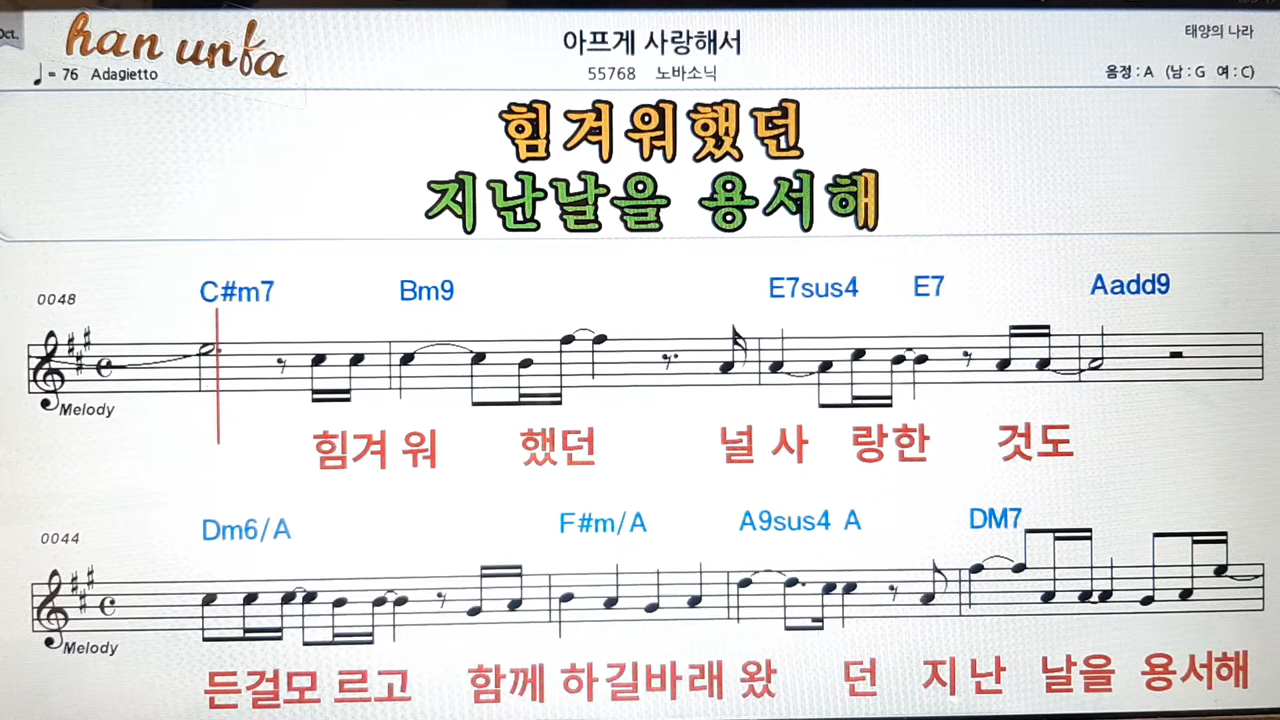 Oct.
han unfa
아프게 사랑해서
태양의 나라
= 76 Adagietto
55768 노바소닉
음정 : A (남 : G 여 : C)
힘겨워했던
지난날을 용서해
0048
C#m7 Bm9 E7sus4 E7 Aadd9
Melody
힘겨 워 했던 널 사 랑한 것도
0044
Dm6/A F#m/A A9sus4 A DM7
Melody
든걸모 르고 함께 하길바래 왔 던 지난 날을 용서해